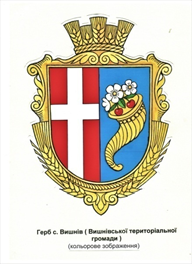 Герб с. Вишнів ( Вишнівської територіальної
громади )
(кольорове зображення)